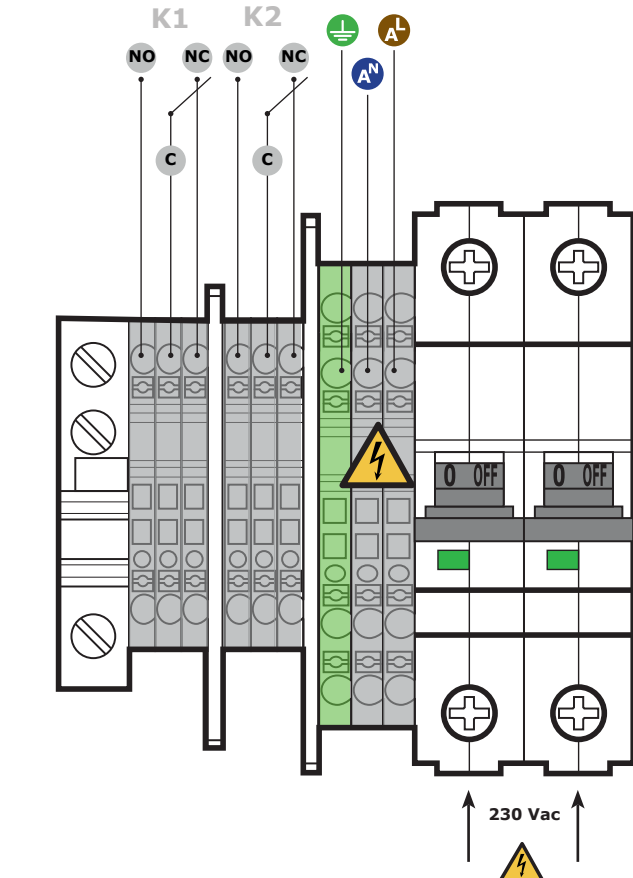 K1 K2
NO NC NO NC
A^L
A^N
C C
0 OFF 0 OFF
230 Vac